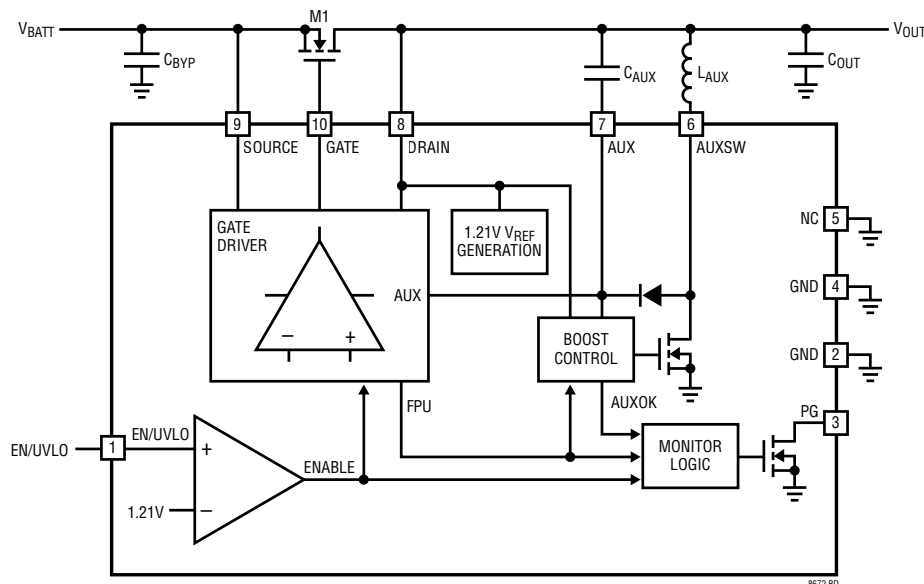 M1
VBATT
VOUT
CBYP
CAUX
LAUX
COUT
9
10
8
7
6
SOURCE
GATE
DRAIN
AUX
AUXSW
GATE
DRIVER
1.21V VREF
GENERATION
NC
5
AUX
GND
4
− +
BOOST
CONTROL
GND
2
FPU
AUXOK
PG
3
EN/UVLO
1
EN/UVLO
+
ENABLE
MONITOR
LOGIC
1.21V
−
8672 BD